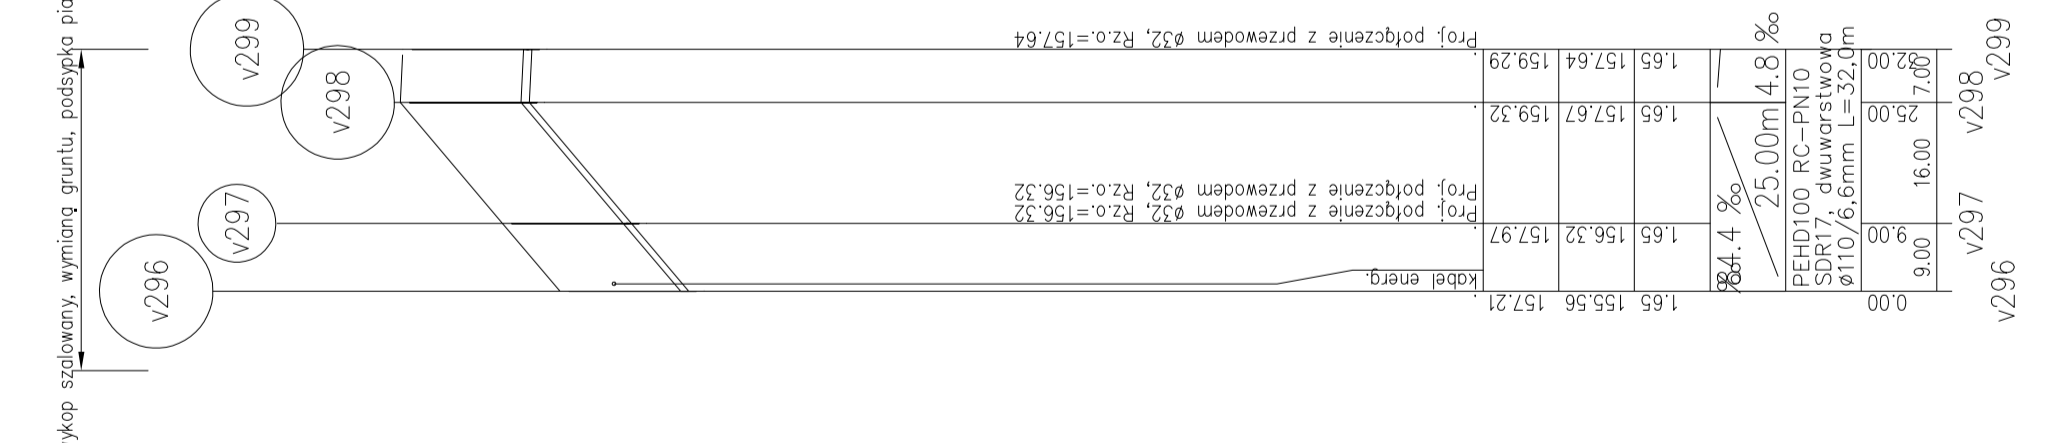 ykop szalowany, wymiana gruntu, podsypka pia
v296
v297
v298
v299
kabel energ.
Proj. połączenie z przewodem ø32, Rz.o.=156.32
Proj. połączenie z przewodem ø32, Rz.o.=156.32
Proj. połączenie z przewodem ø32, Rz.o.=157.64
157.21
157.97
159.32
159.29
155.56
156.32
157.67
157.64
1.65
1.65
1.65
1.65
84.4 ‰
25.00m
4.8 ‰
PEHD100 RC-PN10
SDR17, dwuwarstwowa
ø110/6,6mm L=32,0m
0.00
9.00
25.00
32.00
9.00
16.00
7.00
v296
v297
v298
v299